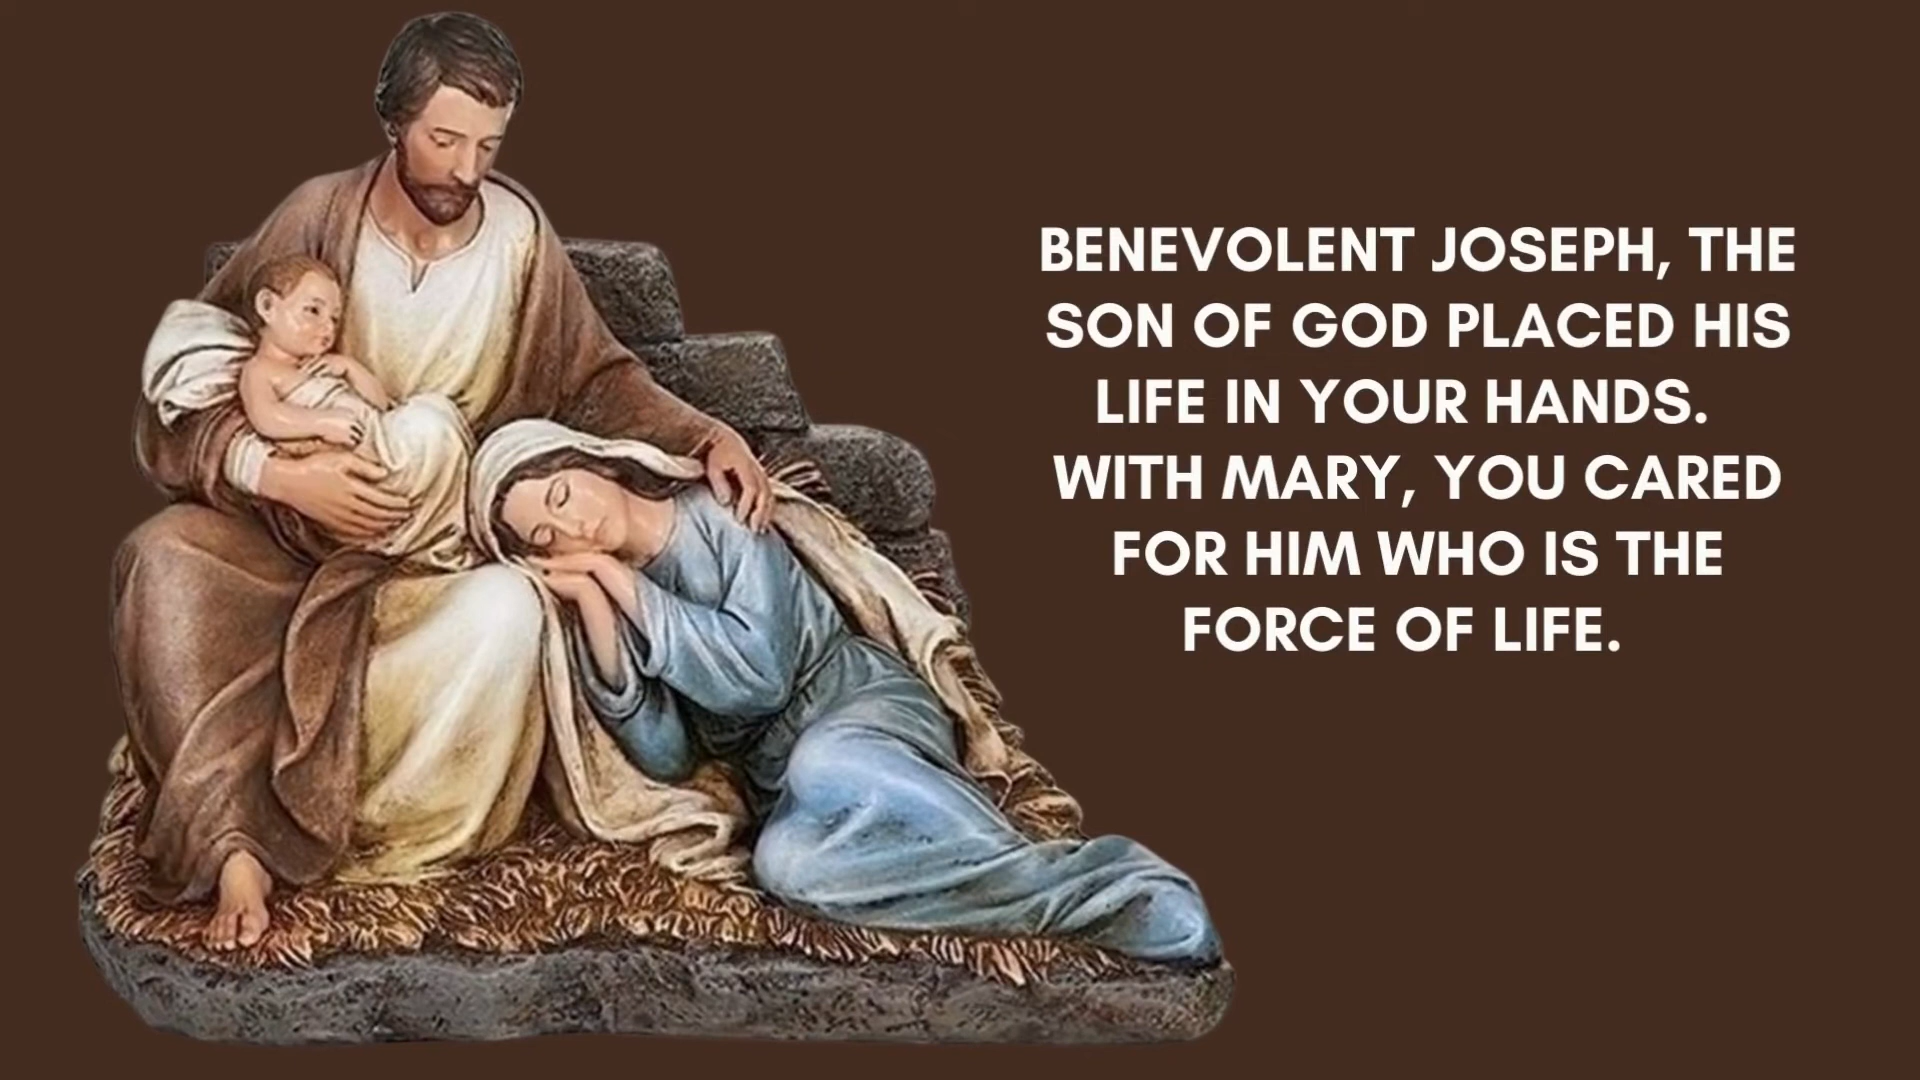 BENEVOLENT JOSEPH, THE
SON OF GOD PLACED HIS
LIFE IN YOUR HANDS.
WITH MARY, YOU CARED
FOR HIM WHO IS THE
FORCE OF LIFE.